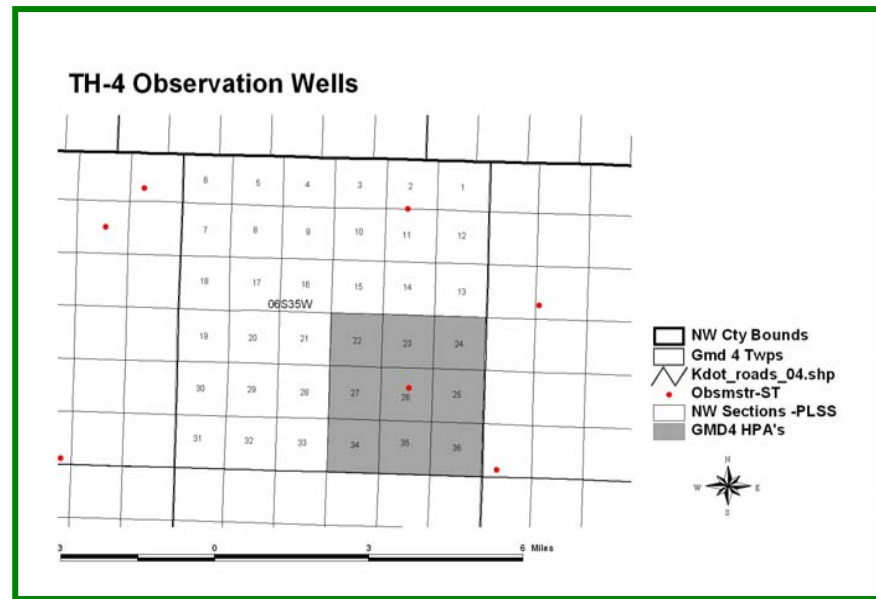 TH-4 Observation Wells
6 5 4 3 2 1
7 8 9 10 11 12
18 17 16 15 14 13
06S35W
19 20 21 22 23 24
30 29 28 27 26 25
31 32 33 34 35 36
NW Cty Bounds
Gmd 4 Twps
Kdot_roads_04.shp
Obsmstr-ST
NW Sections -PLSS
GMD4 HPA's
N
W E
S
3 0 3 6 Miles